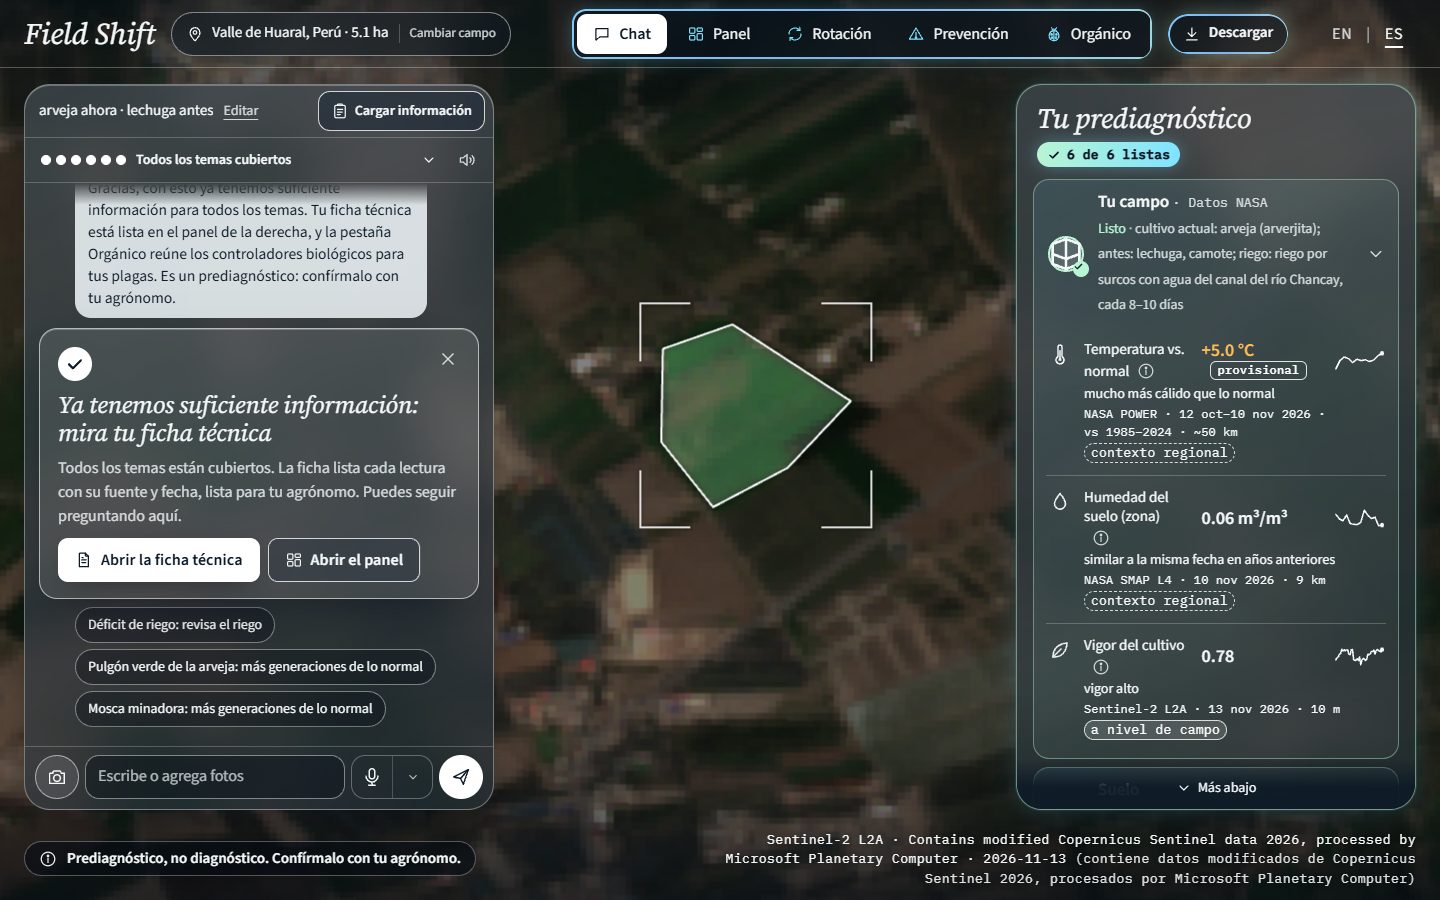 Field Shift
Valle de Huaral, Perú · 5.1 ha | Cambiar campo
Chat
Panel
Rotación
Prevención
Orgánico
Descargar
EN | ES
arveja ahora · lechuga antes Editar
Cargar información
Todos los temas cubiertos
Gracias, con esto ya tenemos suficiente
información para todos los temas. Tu ficha técnica
está lista en el panel de la derecha, y la pestaña
Orgánico reúne los controladores biológicos para
tus plagas. Es un prediagnóstico: confírmalo con
tu agrónomo.
Ya tenemos suficiente información:
mira tu ficha técnica
Todos los temas están cubiertos. La ficha lista cada lectura
con su fuente y fecha, lista para tu agrónomo. Puedes seguir
preguntando aquí.
Abrir la ficha técnica
Abrir el panel
Déficit de riego: revisa el riego
Pulgón verde de la arveja: más generaciones de lo normal
Mosca minadora: más generaciones de lo normal
Escribe o agrega fotos
Prediagnóstico, no diagnóstico. Confírmalo con tu agrónomo.
Tu prediagnóstico
6 de 6 listas
Tu campo · Datos NASA
Listo · cultivo actual: arveja (arverjita);
antes: lechuga, camote; riego: riego por
surcos con agua del canal del río Chancay,
cada 8–10 días
Temperatura vs.
normal
+5.0 °C
provisional
mucho más cálido que lo normal
NASA POWER · 12 oct–10 nov 2026 ·
vs 1985–2024 · ~50 km
contexto regional
Humedad del
suelo (zona)
0.06 m³/m³
similar a la misma fecha en años anteriores
NASA SMAP L4 · 10 nov 2026 · 9 km
contexto regional
Vigor del cultivo
0.78
vigor alto
Sentinel-2 L2A · 13 nov 2026 · 10 m
a nivel de campo
Suelo
Más abajo
Sentinel-2 L2A · Contains modified Copernicus Sentinel data 2026, processed by
Microsoft Planetary Computer · 2026-11-13 (contiene datos modificados de Copernicus
Sentinel 2026, procesados por Microsoft Planetary Computer)